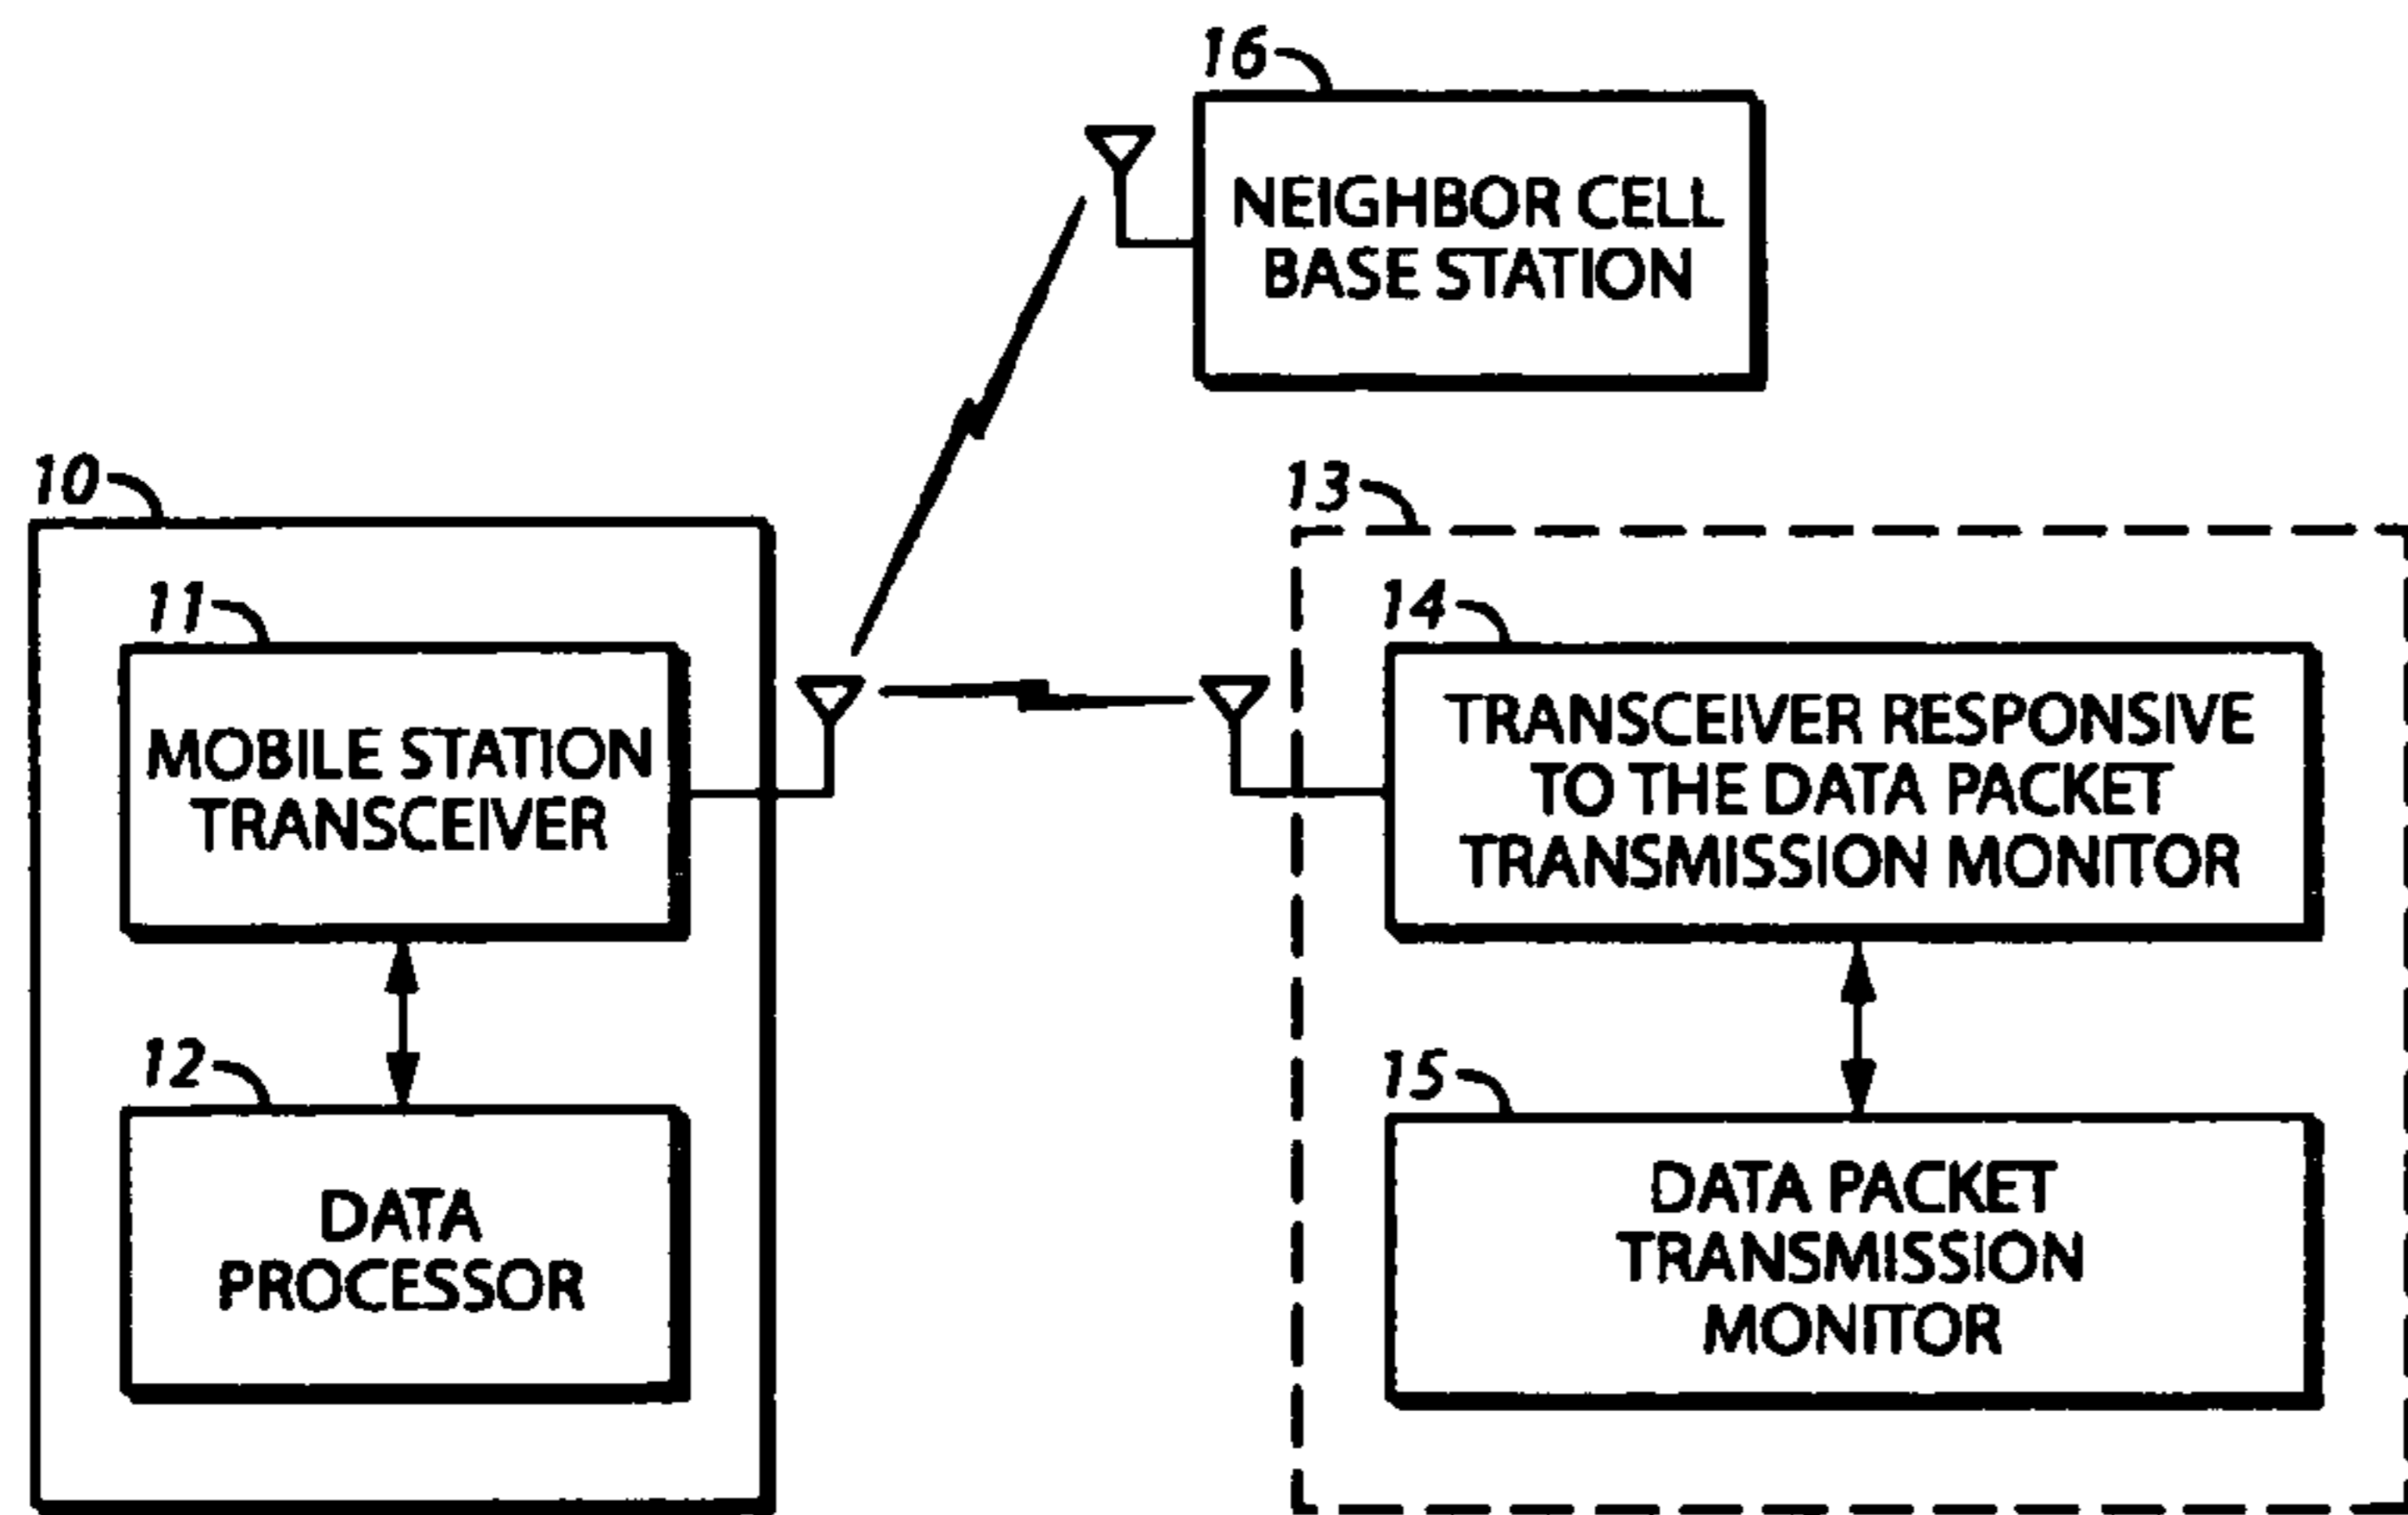 16
NEIGHBOR CELL
BASE STATION
10
13
11
14
MOBILE STATION
TRANSCEIVER
TRANSCEIVER RESPONSIVE
TO THE DATA PACKET
TRANSMISSION MONITOR
12
15
DATA
PROCESSOR
DATA PACKET
TRANSMISSION
MONITOR